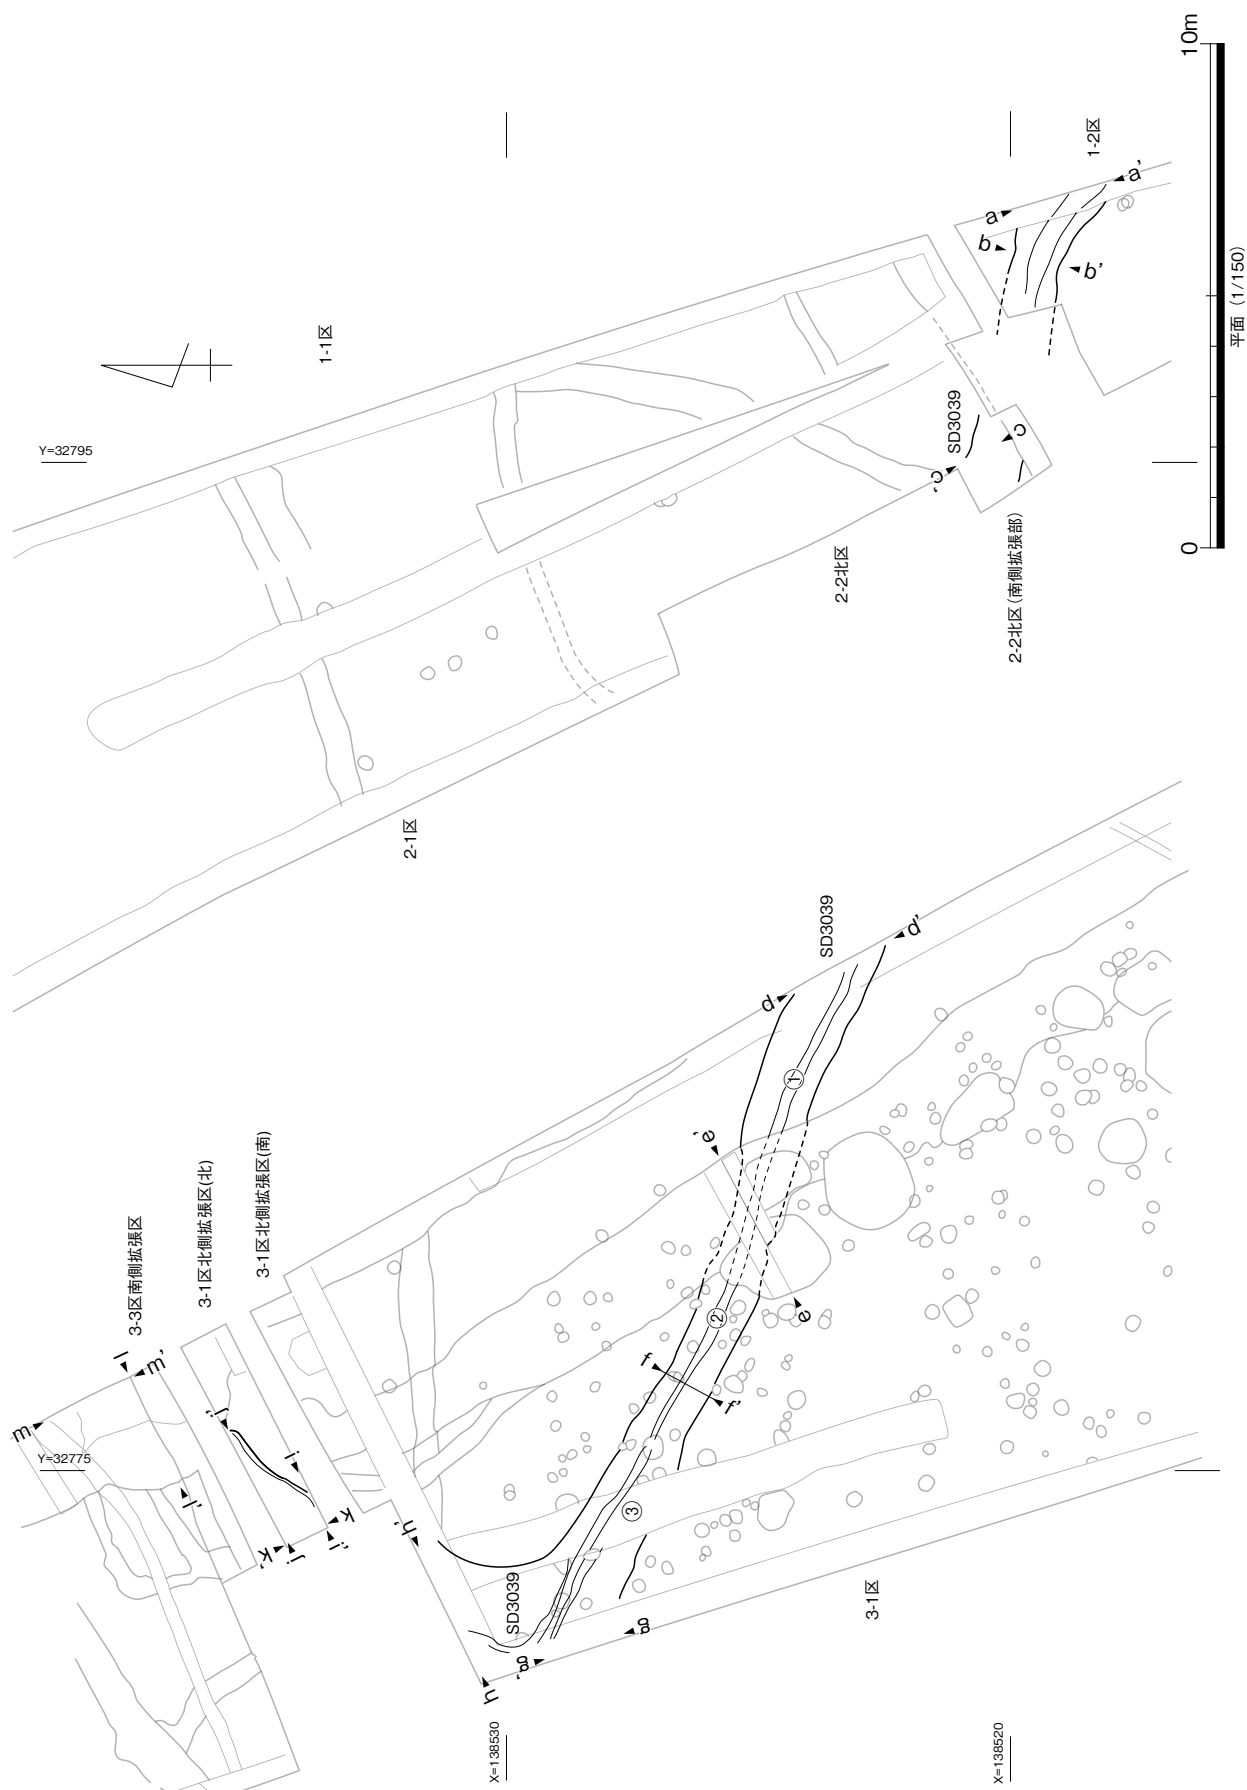 10m
0
平面（1/150）
1-2区
a
a’
b
b’
1-1区
Y=32795
SD3039
c
c’
2-2北区
2-2北区（南側拡張部）
2-1区
SD3039
d
d’
①
e’
e
②
f
f’
③
3-1区北側拡張区(南)
3-1区北側拡張区(北)
3-3区南側拡張区
l
m’
m
Y=32775
l’
j’
i
k
k’
j
i’
h’
SD3039
g
g’
h
3-1区
X=138530
X=138520